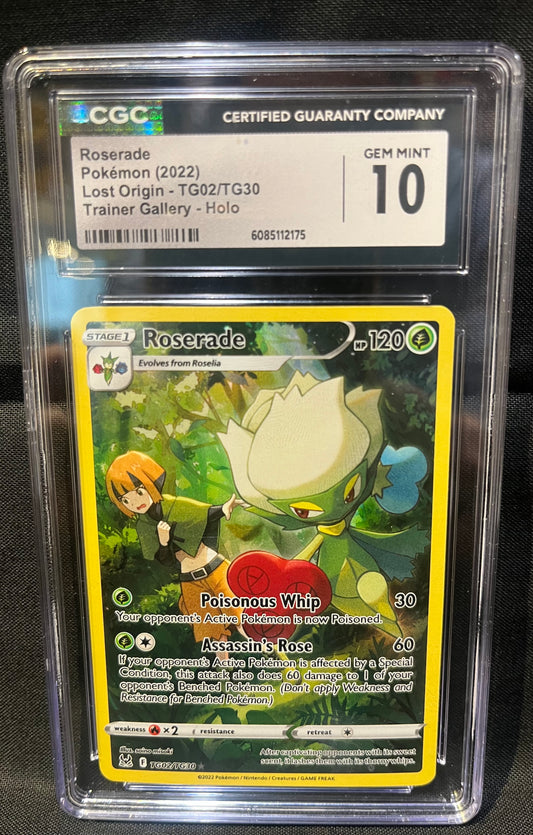 CGC
CERTIFIED GUARANTY COMPANY
Roserade
Pokémon (2022)
Lost Origin - TG02/TG30
Trainer Gallery - Holo
GEM MINT
10
6085112175
STAGE 1
Roserade
HP 120
Evolves from Roselia
Poisonous Whip 30
Your opponent's Active Pokémon is now Poisoned.
Assassin's Rose 60
If your opponent's Active Pokémon is affected by a Special
Condition, this attack also does 60 damage to 1 of your
opponent's Benched Pokémon. (Don't apply Weakness and
Resistance for Benched Pokémon.)
weakness ×2 resistance retreat
Illus. saino misaki
F TG02/TG30
After captivating opponents with its sweet
scent, it lashes them with its thorny whips.
©2022 Pokémon / Nintendo / Creatures / GAME FREAK